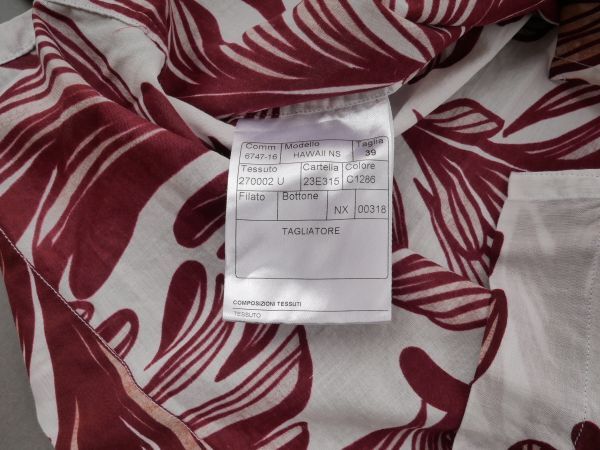 Comm Modello Taglia
6747-16 HAWAII NS 39
Tessuto Cartella Colore
270002 U 23E315 C1286
Filato Bottone
NX 00318
TAGLIATORE
COMPOSIZIONI TESSUTI
TESSUTO